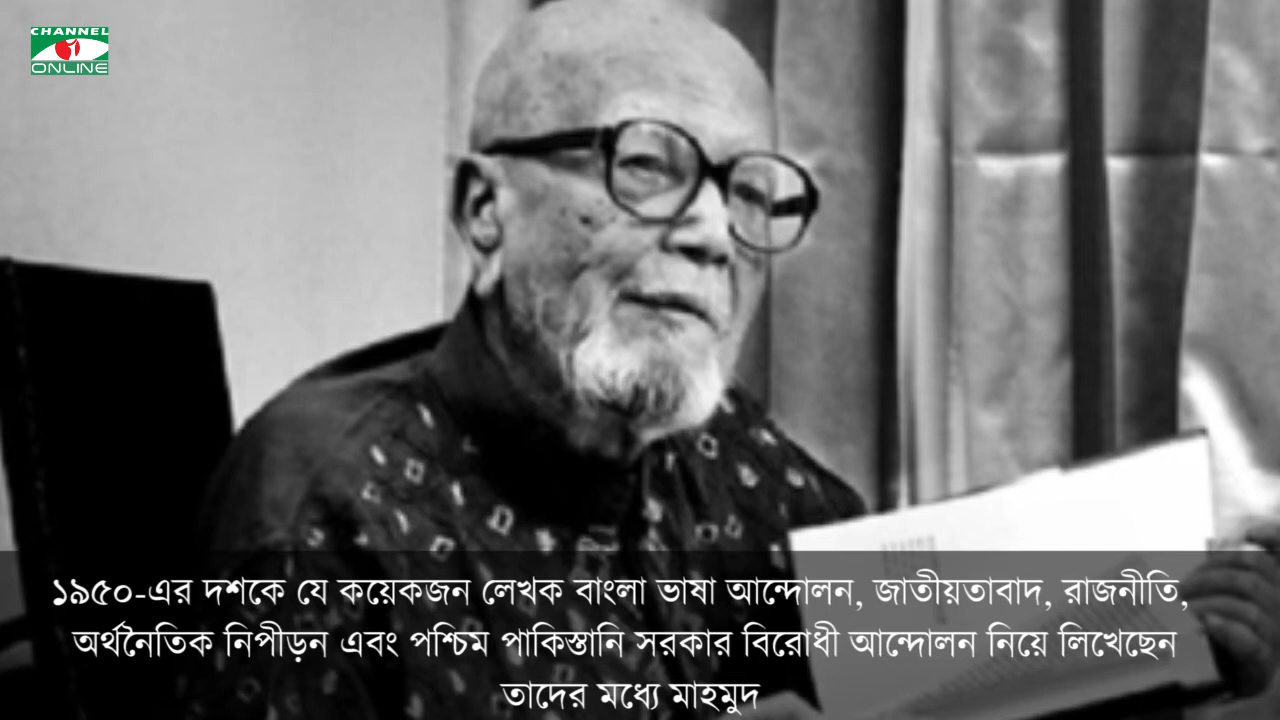 CHANNEL
i
ONLINE
১৯৫০-এর দশকে যে কয়েকজন লেখক বাংলা ভাষা আন্দোলন, জাতীয়তাবাদ, রাজনীতি,
অর্থনৈতিক নিপীড়ন এবং পশ্চিম পাকিস্তানি সরকার বিরোধী আন্দোলন নিয়ে লিখেছেন
তাদের মধ্যে মাহমুদ